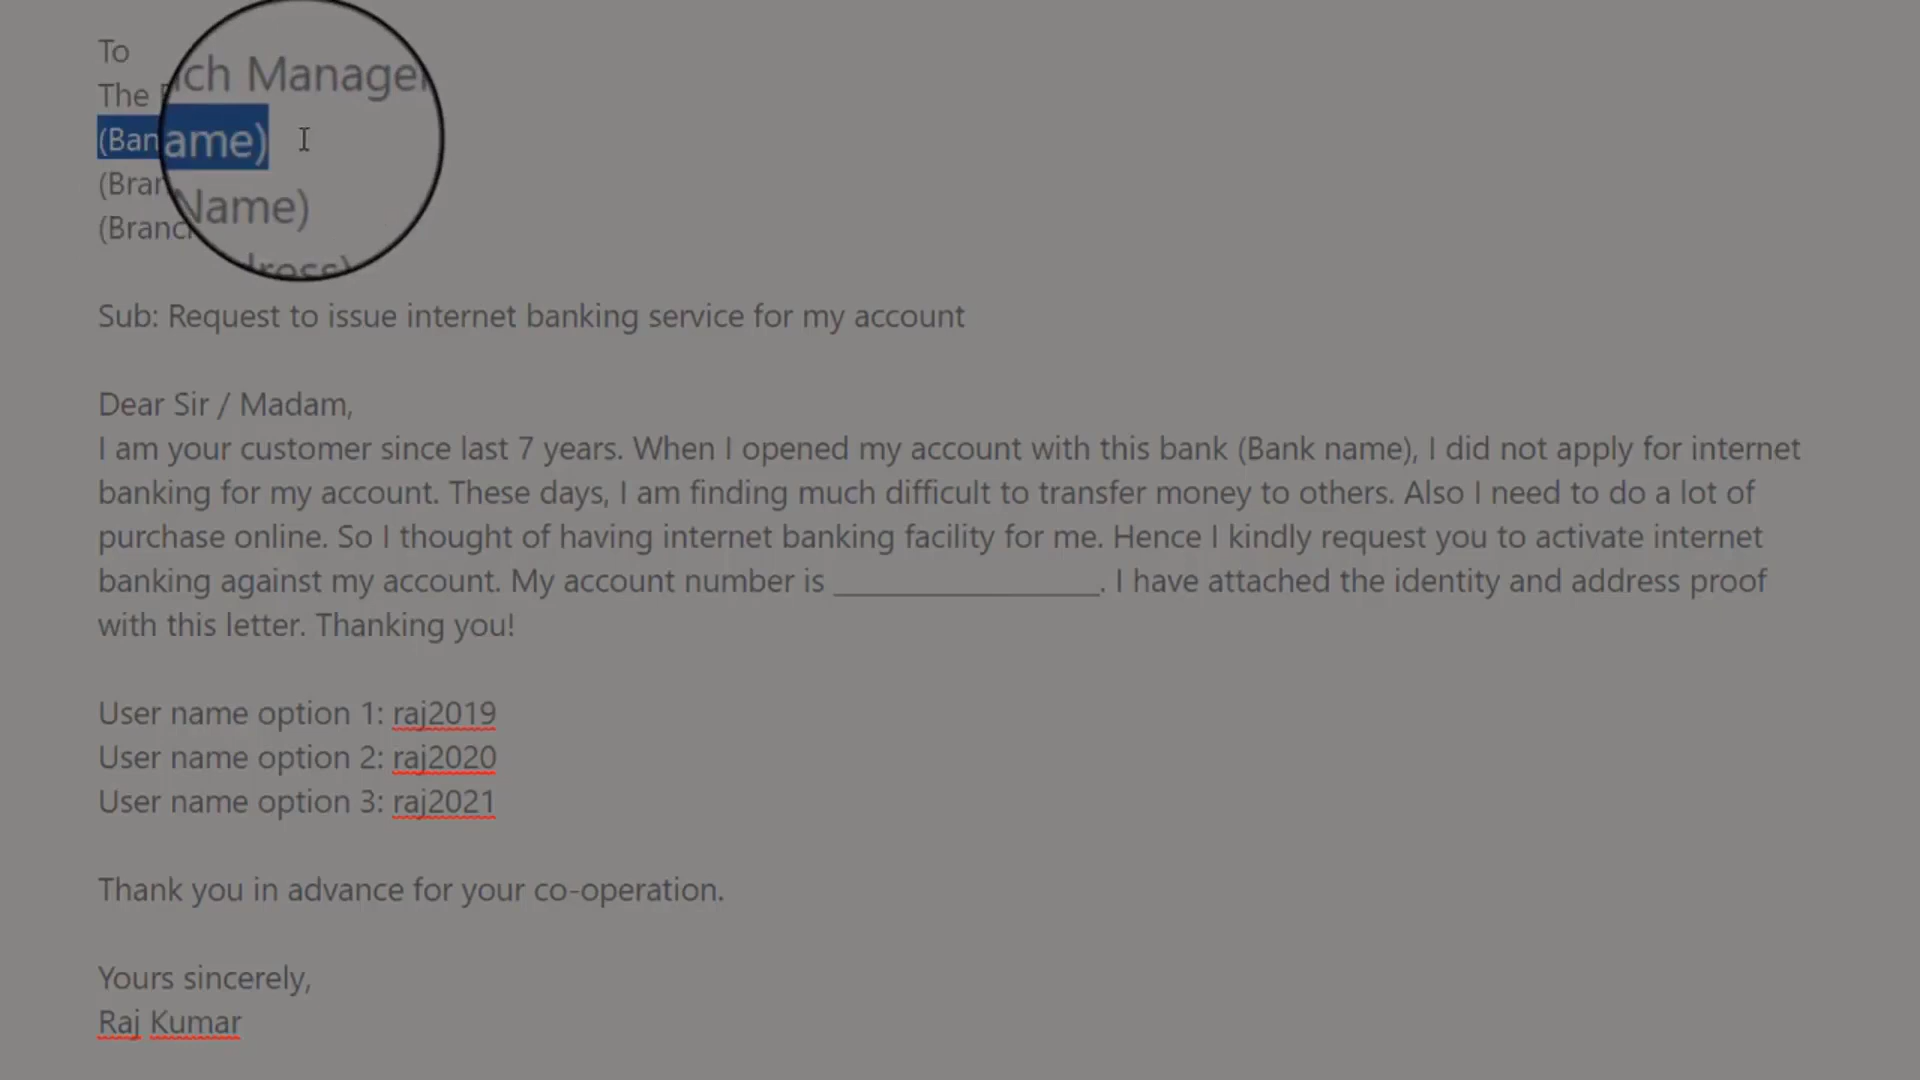 To
The
ch Manager
(Ban ame)
(Bran Name)
(Branch dress)
Sub: Request to issue internet banking service for my account
Dear Sir / Madam,
I am your customer since last 7 years. When I opened my account with this bank (Bank name), I did not apply for internet
banking for my account. These days, I am finding much difficult to transfer money to others. Also I need to do a lot of
purchase online. So I thought of having internet banking facility for me. Hence I kindly request you to activate internet
banking against my account. My account number is _________________. I have attached the identity and address proof
with this letter. Thanking you!
User name option 1: raj2019
User name option 2: raj2020
User name option 3: raj2021
Thank you in advance for your co-operation.
Yours sincerely,
Raj Kumar